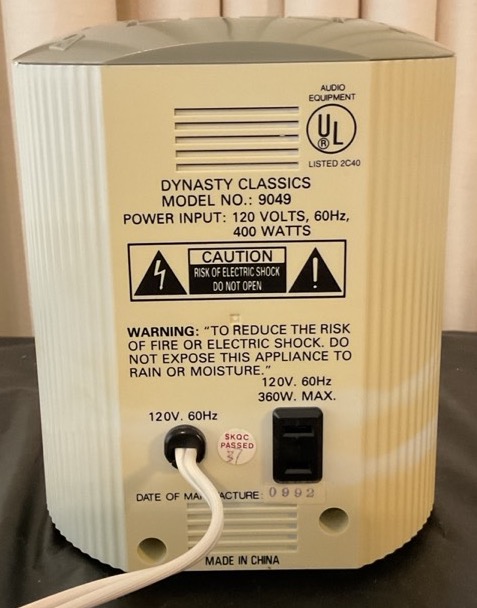 AUDIO
EQUIPMENT
UL
®
LISTED 2C40
DYNASTY CLASSICS
MODEL NO.: 9049
POWER INPUT: 120 VOLTS, 60Hz,
400 WATTS
CAUTION
RISK OF ELECTRIC SHOCK
DO NOT OPEN
WARNING: “TO REDUCE THE RISK
OF FIRE OR ELECTRIC SHOCK. DO
NOT EXPOSE THIS APPLIANCE TO
RAIN OR MOISTURE.”
120V. 60Hz
360W. MAX.
120V. 60Hz
SKQC
PASSED
DATE OF MANUFACTURE: 0992
MADE IN CHINA